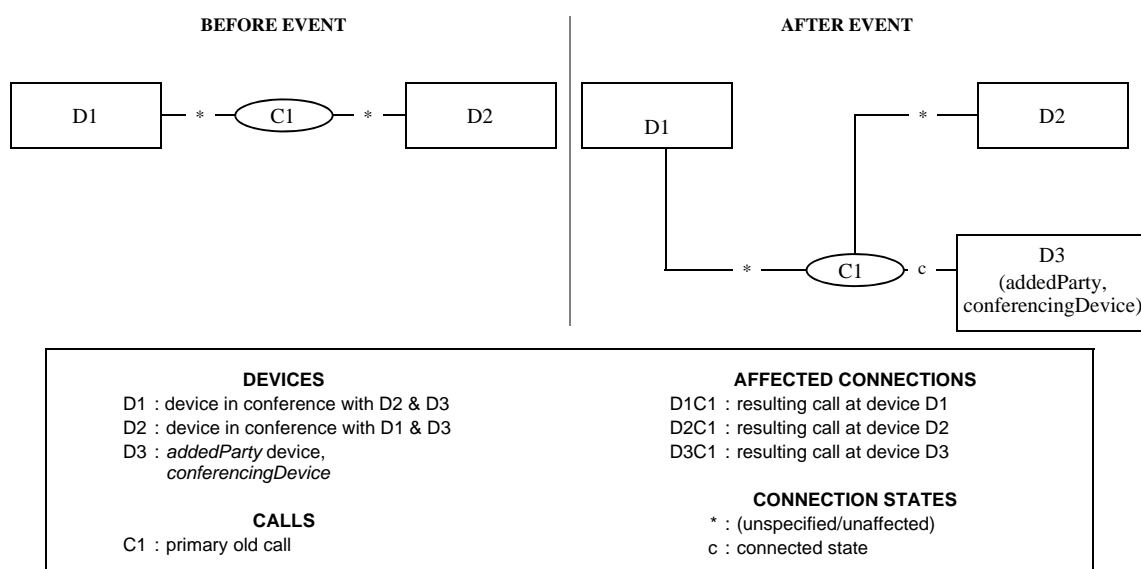 BEFORE EVENT
AFTER EVENT
D1
*
C1
*
D2
D1
*
D2
*
C1
c
D3
(addedParty,
conferencingDevice)
DEVICES
D1 : device in conference with D2 & D3
D2 : device in conference with D1 & D3
D3 : addedParty device,
conferencingDevice
CALLS
C1 : primary old call
AFFECTED CONNECTIONS
D1C1 : resulting call at device D1
D2C1 : resulting call at device D2
D3C1 : resulting call at device D3
CONNECTION STATES
* : (unspecified/unaffected)
c : connected state